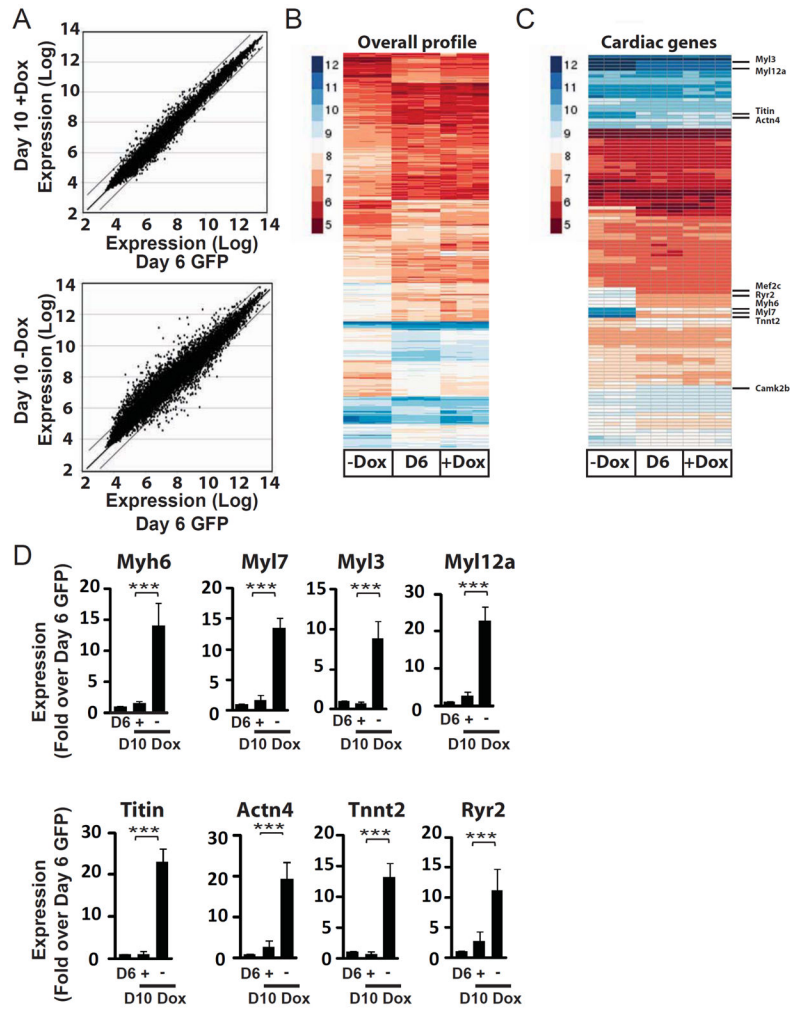 A
Day 10 +Dox
Expression (Log)
14
12
10
8
6
4
2
2 4 6 8 10 12 14
Expression (Log)
Day 6 GFP
Day 10 -Dox
Expression (Log)
14
12
10
8
6
4
2
2 4 6 8 10 12 14
Expression (Log)
Day 6 GFP
B
Overall profile
12
11
10
9
8
7
6
5
-Dox D6 +Dox
C
Cardiac genes
12
11
10
9
8
7
6
5
Myl3
Myl12a
Titin
Actn4
Mef2c
Ryr2
Myh6
Myl7
Tnnt2
Camk2b
-Dox D6 +Dox
D
Expression
(Fold over Day 6 GFP)
Myh6
***
20
15
10
5
0
D6 + -
D10 Dox
Myl7
***
20
15
10
5
0
D6 + -
D10 Dox
Myl3
***
15
10
5
0
D6 + -
D10 Dox
Myl12a
***
30
20
10
0
D6 + -
D10 Dox
Expression
(Fold over Day 6 GFP)
Titin
***
30
20
10
0
D6 + -
D10 Dox
Actn4
***
30
20
10
0
D6 + -
D10 Dox
Tnnt2
***
20
15
10
5
0
D6 + -
D10 Dox
Ryr2
***
20
15
10
5
0
D6 + -
D10 Dox